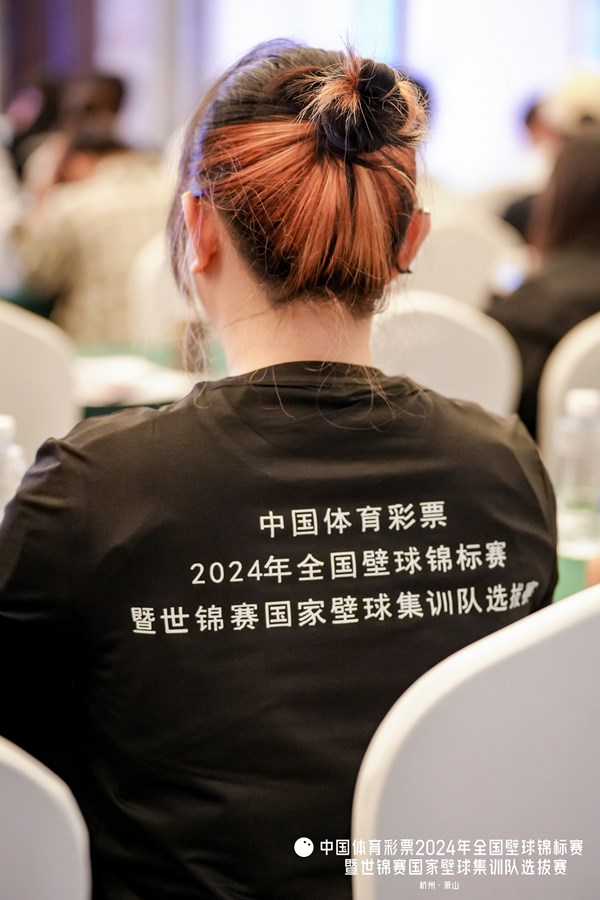 中国体育彩票
2024年全国壁球锦标赛
暨世锦赛国家壁球集训队选拔赛
中国体育彩票2024年全国壁球锦标赛
暨世锦赛国家壁球集训队选拔赛
杭州·萧山